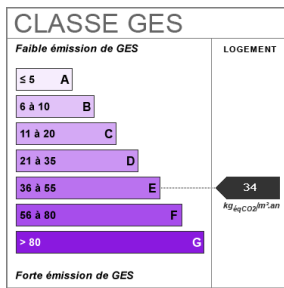 CLASSE GES
Faible émission de GES
LOGEMENT
≤ 5 A
6 à 10 B
11 à 20 C
21 à 35 D
36 à 55 E
34
56 à 80 F
kgéqCO2/m².an
> 80 G
Forte émission de GES